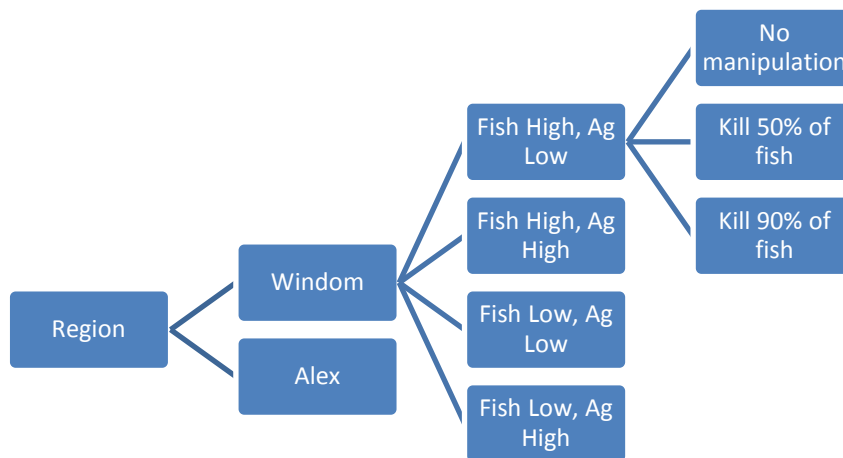 Region
Windom
Alex
Fish High, Ag
Low
Fish High, Ag
High
Fish Low, Ag
Low
Fish Low, Ag
High
No
manipulation
Kill 50% of
fish
Kill 90% of
fish